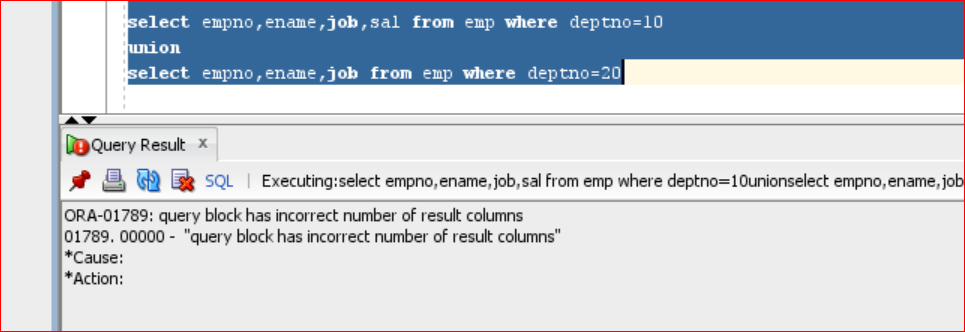 select empno,ename,job,sal from emp where deptno=10
union
select empno,ename,job from emp where deptno=20
Query Result x
SQL | Executing:select empno,ename,job,sal from emp where deptno=10unionselect empno,ename,job
ORA-01789: query block has incorrect number of result columns
01789. 00000 - "query block has incorrect number of result columns"
*Cause:
*Action: